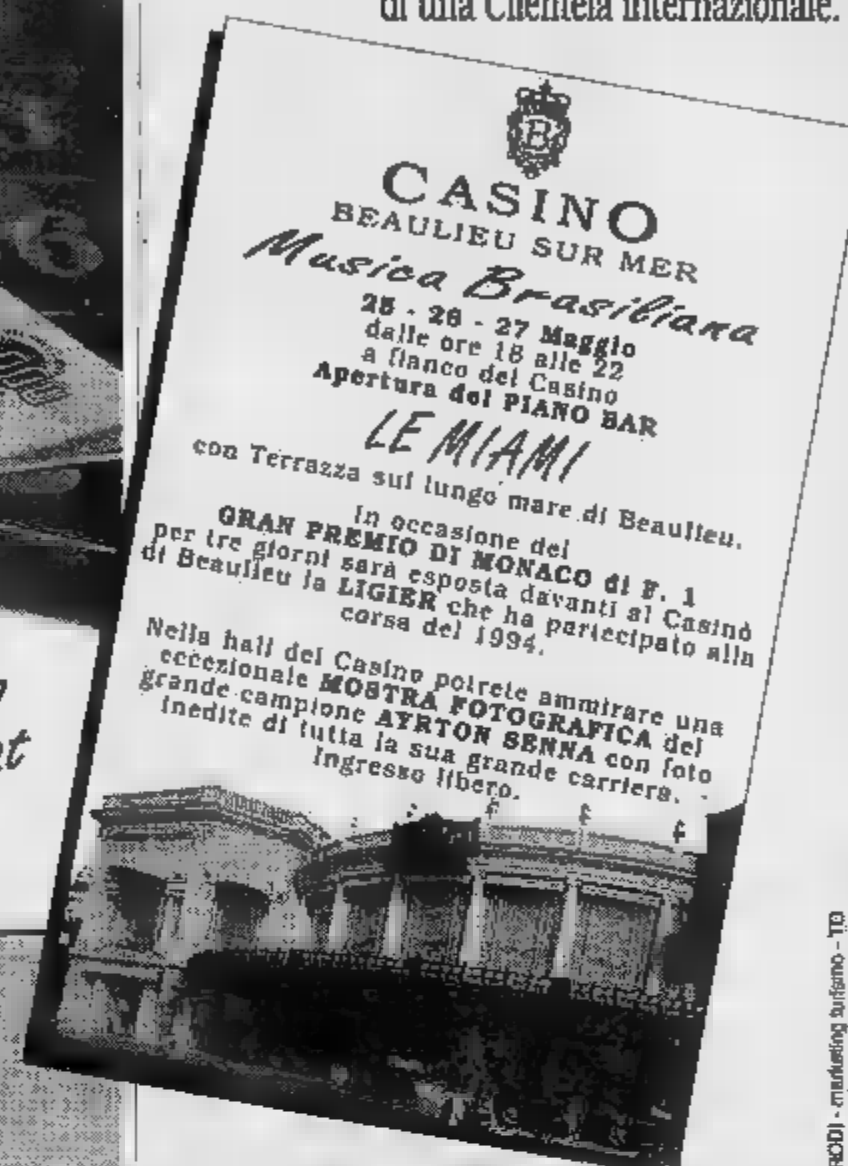 di una Clientela internazionale.
B
CASINO
BEAULIEU SUR MER
Musica Brasiliana
25 - 26 - 27 Maggio
dalle ore 18 alle 22
a fianco del Casino
Apertura del PIANO BAR
LE MIAMI
con Terrazza sul lungo mare di Beaulieu.
In occasione del
GRAN PREMIO DI MONACO di F. 1
per tre giorni sarà esposta davanti al Casinò
di Beaulieu la LIGIER che ha partecipato alla
corsa del 1994.
Nella hall del Casino potrete ammirare una
eccezionale MOSTRA FOTOGRAFICA del
grande campione AYRTON SENNA con foto
inedite di tutta la sua grande carriera.
Ingresso libero.
RODI - marketing turismo - TO